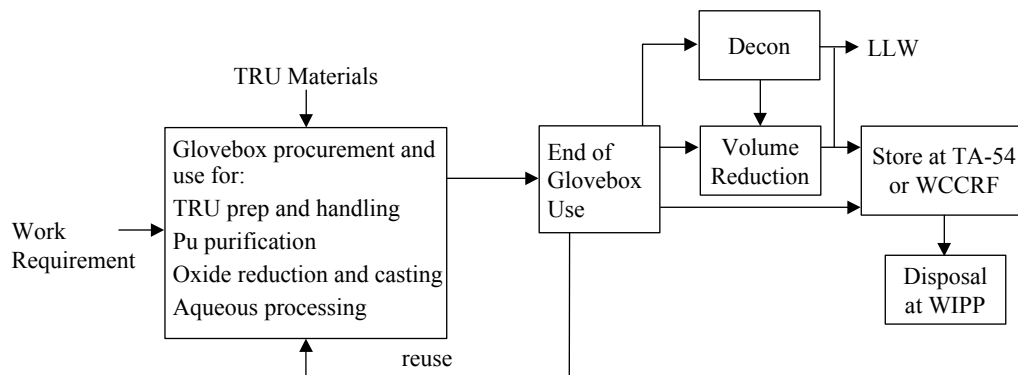 TRU Materials
Work
Requirement
Glovebox procurement and
use for:
TRU prep and handling
Pu purification
Oxide reduction and casting
Aqueous processing
reuse
End of
Glovebox
Use
Decon
LLW
Volume
Reduction
Store at TA-54
or WCCRF
Disposal
at WIPP